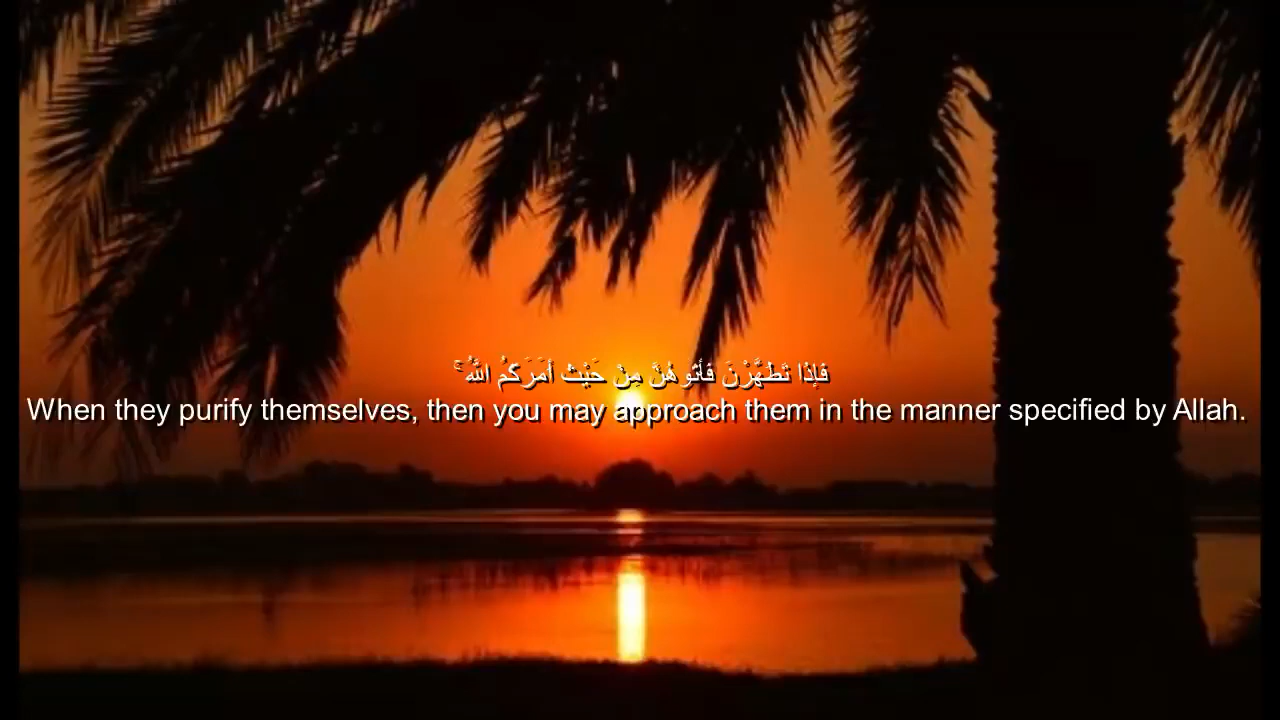 فَإِذَا تَطَهَّرْنَ فَأْتُوهُنَّ مِنْ حَيْثُ أَمَرَكُمُ اللَّهُ ۚ
When they purify themselves, then you may approach them in the manner specified by Allah.